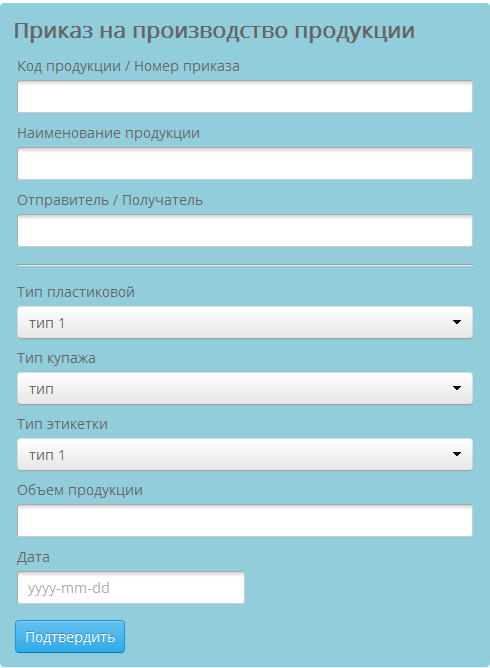 Приказ на производство продукции
Код продукции / Номер приказа
Наименование продукции
Отправитель / Получатель
Тип пластиковой
тип 1
Тип купажа
тип
Тип этикетки
тип 1
Объем продукции
Дата
yyyy-mm-dd
Подтвердить